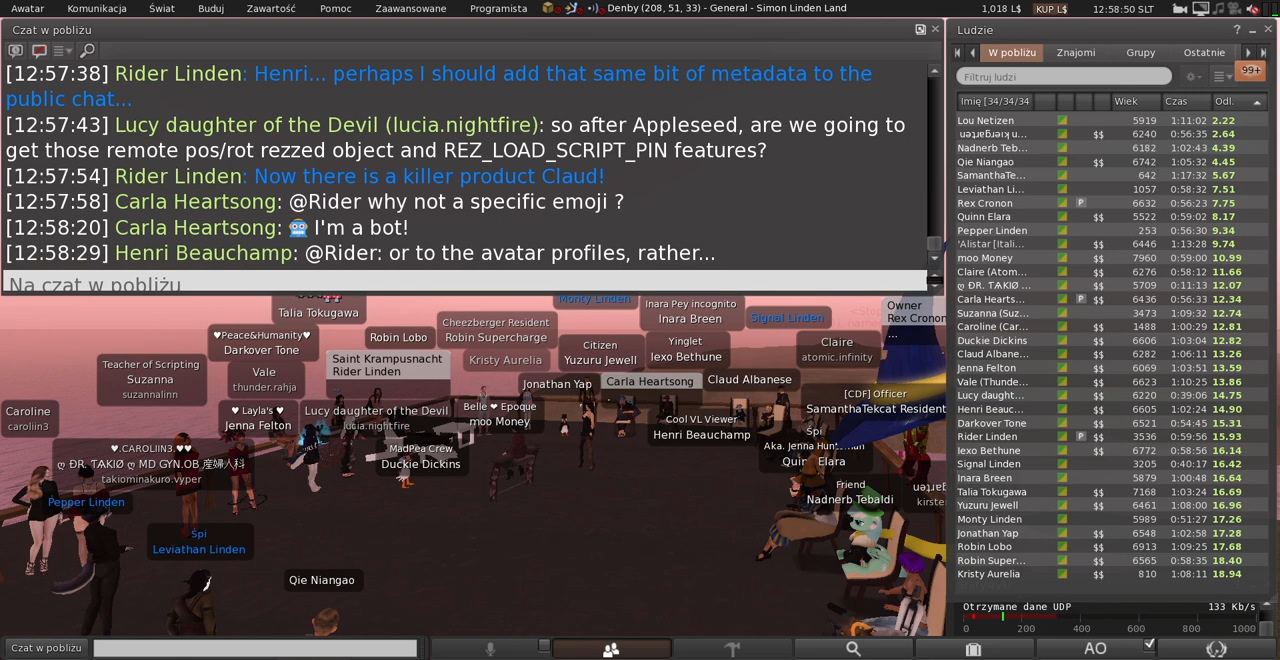 Awatar Komunikacja Świat Buduj Zawartość Pomoc Zaawansowane Programista Denby (208, 51, 33) - General - Simon Linden Land 1,018 L$ KUP L$ 12:58:50 SLT
Czat w pobliżu
[12:57:38] Rider Linden: Henri... perhaps I should add that same bit of metadata to the
public chat...
[12:57:43] Lucy daughter of the Devil (lucia.nightfire): so after Appleseed, are we going to
get those remote pos/rot rezzed object and REZ_LOAD_SCRIPT_PIN features?
[12:57:54] Rider Linden: Now there is a killer product Claud!
[12:57:58] Carla Heartsong: @Rider why not a specific emoji ?
[12:58:20] Carla Heartsong: 🤖 I'm a bot!
[12:58:29] Henri Beauchamp: @Rider: or to the avatar profiles, rather...
Na czat w pobliżu
Talia Tokugawa
Monty Linden
Inara Pey incognito
Inara Breen
Signal Linden
Owner
Rex Cronon
...
♥Peace&Humanity♥
Darkover Tone
Robin Lobo
Cheezberger Resident
Robin Supercharge
Citizen
Yuzuru Jewell
Yinglet
Iexo Bethune
Claire
atomic.infinity
Teacher of Scripting
Suzanna
suzannalinn
Vale
thunder.rahja
Saint Krampusnacht
Rider Linden
Kristy Aurelia
Jonathan Yap
Carla Heartsong
Claud Albanese
[CDF] Officer
SamanthaTekcat Resident
Caroline
caroliin3
♥ Layla's ♥
Jenna Felton
Lucy daughter of the Devil
lucia.nightfire
Belle ❤ Epoque
moo Money
Cool VL Viewer
Henri Beauchamp
Śpi
Aka. Jenna
Elara
♥.CAROLIIN3.♥♥
ღ ĐR. ƬAKIØ ღ MD GYN.OB 産婦人科
takiominakuro.vyper
MadPea Crew
Duckie Dickins
Friend
Nadnerb Tebaldi
Pepper Linden
Śpi
Leviathan Linden
Qie Niangao
Czat w pobliżu
Ludzie
W pobliżu Znajomi Grupy Ostatnie
Filtruj ludzi
99+
Imię [34/34/34 Wiek Czas Odl.
Lou Netizen 5919 1:11:02 2.22
$$ 6240 0:56:35 2.64
Nadnerb Teb... 6182 1:02:43 4.39
Qie Niangao $$ 6742 1:05:32 4.45
SamanthaTe... 642 1:17:32 5.67
Leviathan Li... 1057 0:58:32 7.51
Rex Cronon P 6632 0:56:23 7.75
Quinn Elara $$ 5522 0:59:02 8.17
Pepper Linden 253 0:56:30 9.34
'Alistar [Itali... $$ 6446 1:13:28 9.74
moo Money $$ 7960 0:59:00 10.99
Claire (Atom... $$ 6276 0:58:12 11.66
ღ ĐR. ƬAKIØ ... $$ 5709 0:11:13 12.07
Carla Hearts... P $$ 6436 0:56:33 12.34
Suzanna (Suz... $$ 3473 0:59:32 12.74
Caroline (Car... $$ 1488 1:00:29 12.81
Duckie Dickins $$ 6606 1:03:04 12.82
Claud Albane... $$ 6282 1:06:11 13.26
Jenna Felton $$ 6069 1:03:51 13.59
Vale (Thunde... $$ 6623 1:10:25 13.86
Lucy daught... $$ 6220 0:39:06 14.75
Henri Beauc... $$ 6605 1:02:24 14.90
Darkover Tone $$ 6521 0:54:45 15.31
Rider Linden P $$ 3536 0:59:56 15.93
Iexo Bethune $$ 6772 0:58:56 16.14
Signal Linden 3205 0:40:17 16.42
Inara Breen 5879 1:00:48 16.64
Talia Tokugawa $$ 7168 1:03:24 16.69
Yuzuru Jewell $$ 6461 1:08:00 16.96
Monty Linden 5989 0:51:27 17.26
Jonathan Yap $$ 6548 1:02:58 17.28
Robin Lobo $$ 6913 1:09:25 17.68
Robin Super... $$ 6565 0:58:35 18.40
Kristy Aurelia $$ 810 1:08:11 18.94
Otrzymane dane UDP 133 Kb/s
0 200 400 600 800 1000
AO